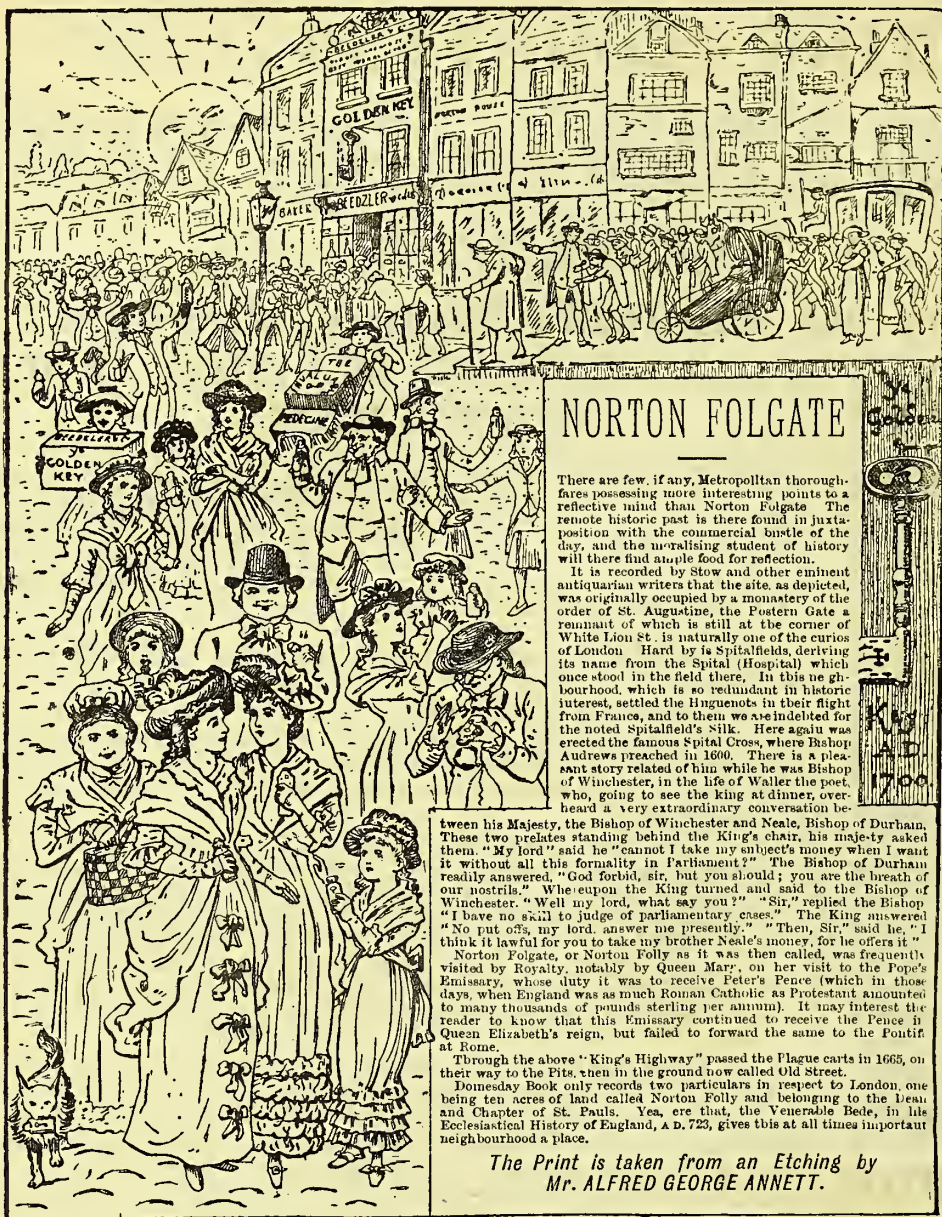 GOLDEN KEY
NORTON HOUSE
BAKER
BEEDZLER
THE
VALUE
OUR
MEDECINE
BEEDELER & C
ye
GOLDEN
KEY
NORTON FOLGATE
There are few, if any, Metropolitan thorough-
fares possessing more interesting points to a
reflective mind than Norton Folgate The
remote historic past is there found in juxta-
position with the commercial bustle of the
day, and the moralising student of history
will there find ample food for reflection.
It is recorded by Stow and other eminent
antiquarian writers that the site, as depicted,
was originally occupied by a monastery of the
order of St. Augustine, the Postern Gate a
remnant of which is still at the corner of
White Lion St. is naturally one of the curios
of London Hard by is Spitalfields, deriving
its name from the Spital (Hospital) which
once stood in the field there, In this ne gh-
bourhood, which is so redundant in historic
interest, settled the Huguenots in their flight
from France, and to them we are indebted for
the noted Spitalfield's Silk. Here again was
erected the famous Spital Cross, where Bishop
Audrews preached in 1600. There is a plea-
sant story related of him while he was Bishop
of Winchester, in the life of Waller the poet,
who, going to see the king at dinner, over-
heard a very extraordinary conversation be-
tween his Majesty, the Bishop of Winchester and Neale, Bishop of Durham,
These two prelates standing behind the King's chair, his maje-ty asked
them. "My lord" said he "cannot I take my subject's money when I want
it without all this formality in Parliament?" The Bishop of Durham
readily answered, "God forbid, sir, but you should; you are the breath of
our nostrils." Whereupon the King turned and said to the Bishop of
Winchester. "Well my lord, what say you?" "Sir," replied the Bishop
"I have no skill to judge of parliamentary cases." The King answered
"No put offs, my lord. answer me presently." "Then, Sir," said he, "I
think it lawful for you to take my brother Neale's money, for he offers it"
Norton Folgate, or Norton Folly as it was then called, was frequently
visited by Royalty, notably by Queen Mary, on her visit to the Pope's
Emissary, whose duty it was to receive Peter's Pence (which in those
days, when England was as much Roman Catholic as Protestant amounted
to many thousands of pounds sterling per annum). It may interest the
reader to know that this Emissary continued to receive the Pence in
Queen Elizabeth's reign, but failed to forward the same to the Pontiff
at Rome.
Through the above "King's Highway" passed the Plague carts in 1665, on
their way to the Pits, then in the ground now called Old Street.
Domesday Book only records two particulars in respect to London, one
being ten acres of land called Norton Folly and belonging to the Dean
and Chapter of St. Pauls. Yea, ere that, the Venerable Bede, in his
Ecclesiastical History of England, A D. 723, gives this at all times important
neighbourhood a place.
The Print is taken from an Etching by
Mr. ALFRED GEORGE ANNETT.
Ye
Golden
Key
A.D.
1700